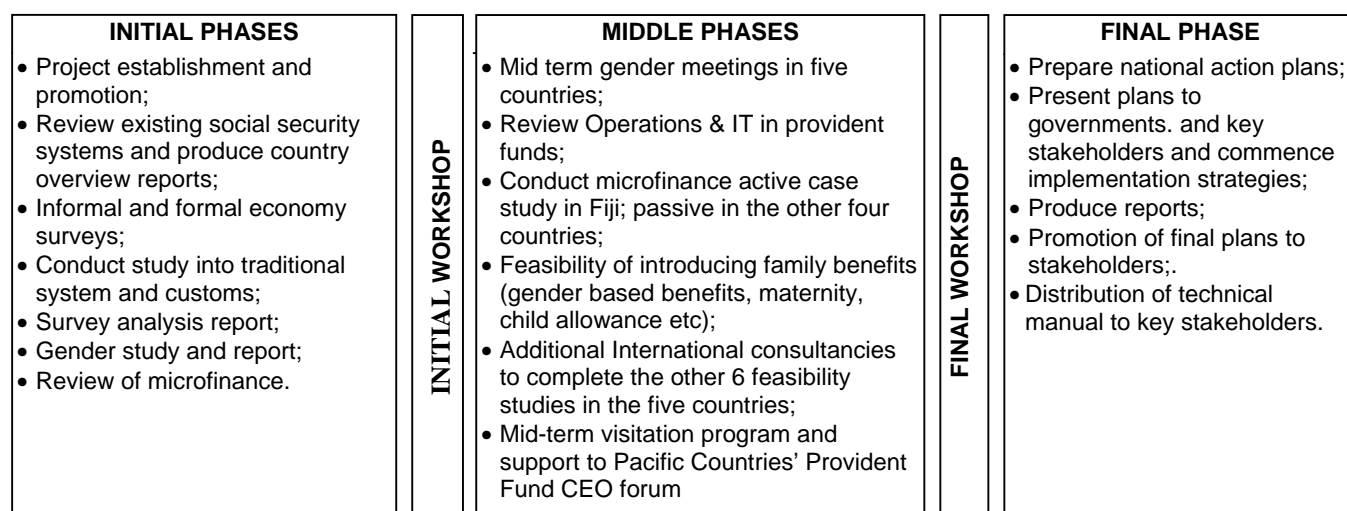 INITIAL PHASES
• Project establishment and
promotion;
• Review existing social security
systems and produce country
overview reports;
• Informal and formal economy
surveys;
• Conduct study into traditional
system and customs;
• Survey analysis report;
• Gender study and report;
• Review of microfinance.
INITIAL WORKSHOP
MIDDLE PHASES
• Mid term gender meetings in five
countries;
• Review Operations & IT in provident
funds;
• Conduct microfinance active case
study in Fiji; passive in the other four
countries;
• Feasibility of introducing family benefits
(gender based benefits, maternity,
child allowance etc);
• Additional International consultancies
to complete the other 6 feasibility
studies in the five countries;
• Mid-term visitation program and
support to Pacific Countries’ Provident
Fund CEO forum
FINAL WORKSHOP
FINAL PHASE
• Prepare national action plans;
• Present plans to
governments. and key
stakeholders and commence
implementation strategies;
• Produce reports;
• Promotion of final plans to
stakeholders;.
• Distribution of technical
manual to key stakeholders.